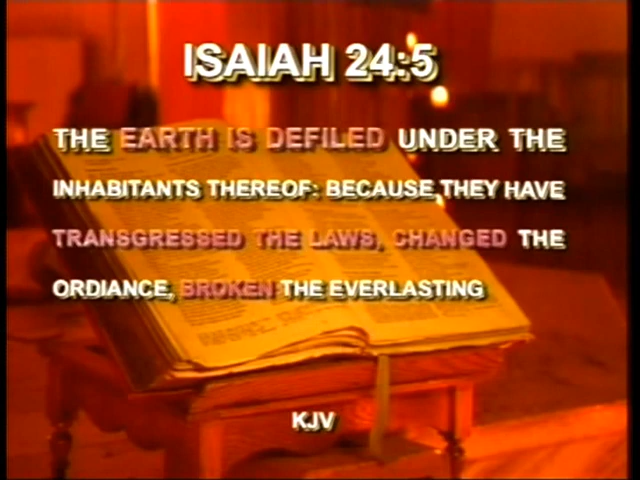 ISAIAH 24:5
THE EARTH IS DEFILED UNDER THE
INHABITANTS THEREOF: BECAUSE THEY HAVE
TRANSGRESSED THE LAWS, CHANGED THE
ORDIANCE, BROKEN THE EVERLASTING
KJV